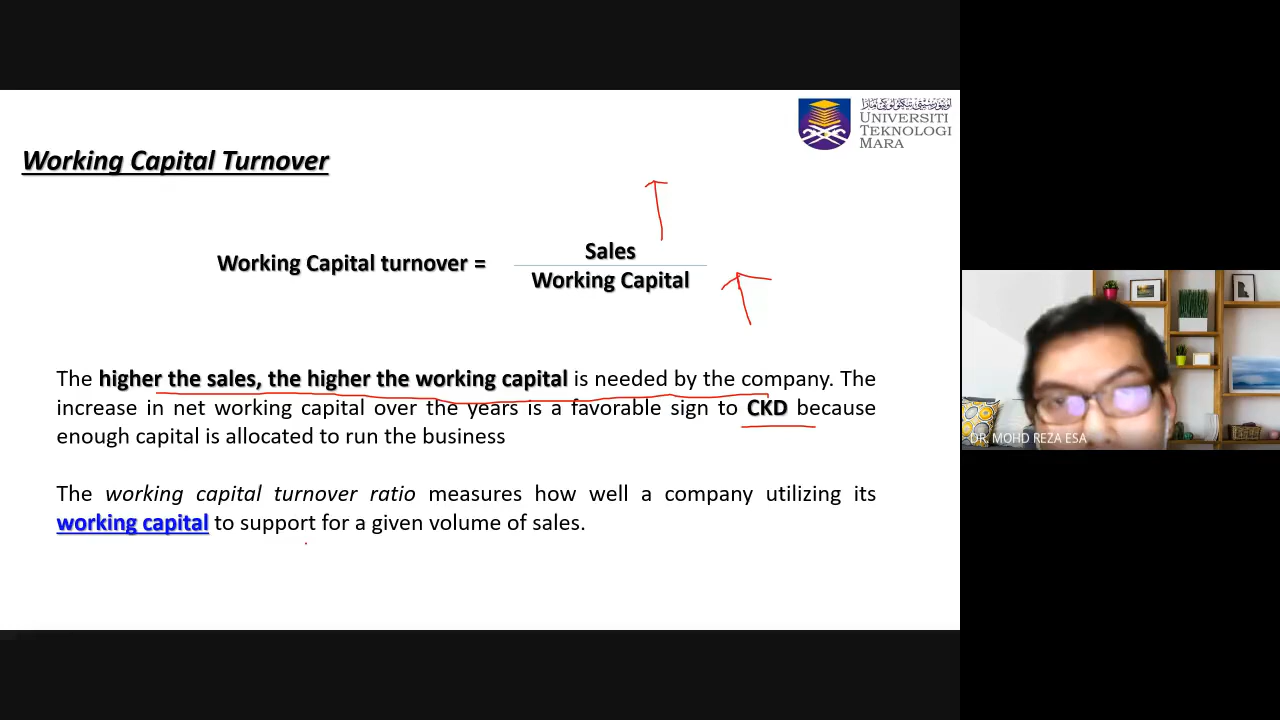 UNIVERSITI
TEKNOLOGI
MARA
Working Capital Turnover
Working Capital turnover =
Sales
Working Capital
The higher the sales, the higher the working capital is needed by the company. The
increase in net working capital over the years is a favorable sign to CKD because
enough capital is allocated to run the business
The working capital turnover ratio measures how well a company utilizing its
working capital to support for a given volume of sales.
DR. MOHD REZA ESA